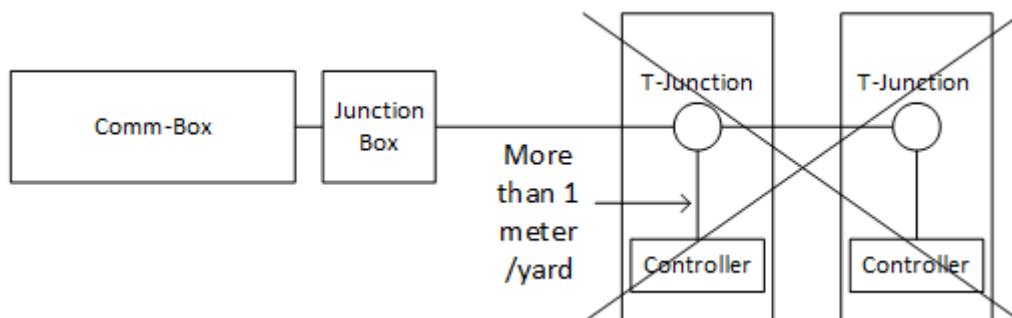 Comm-Box
Junction
Box
T-Junction
T-Junction
More
than 1
meter
/yard
Controller
Controller